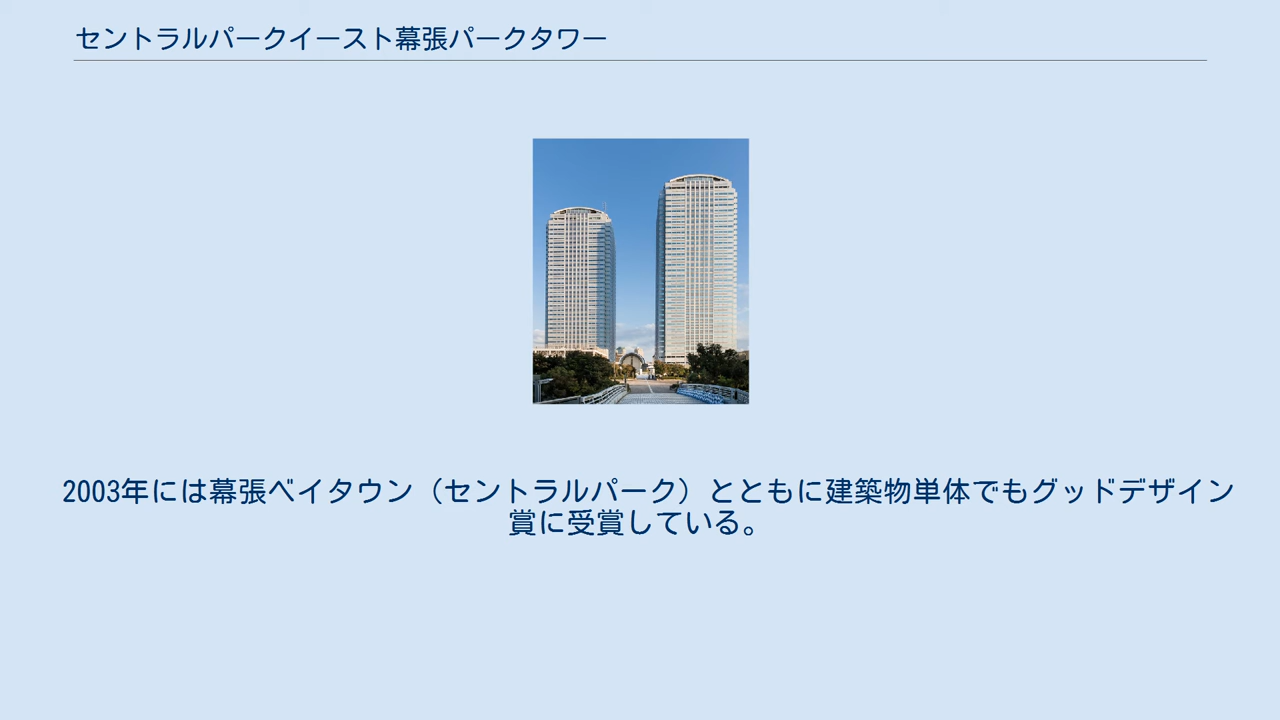 セントラルパークイースト幕張パークタワー
2003年には幕張ベイタウン（セントラルパーク）とともに建築物単体でもグッドデザイン
賞に受賞している。